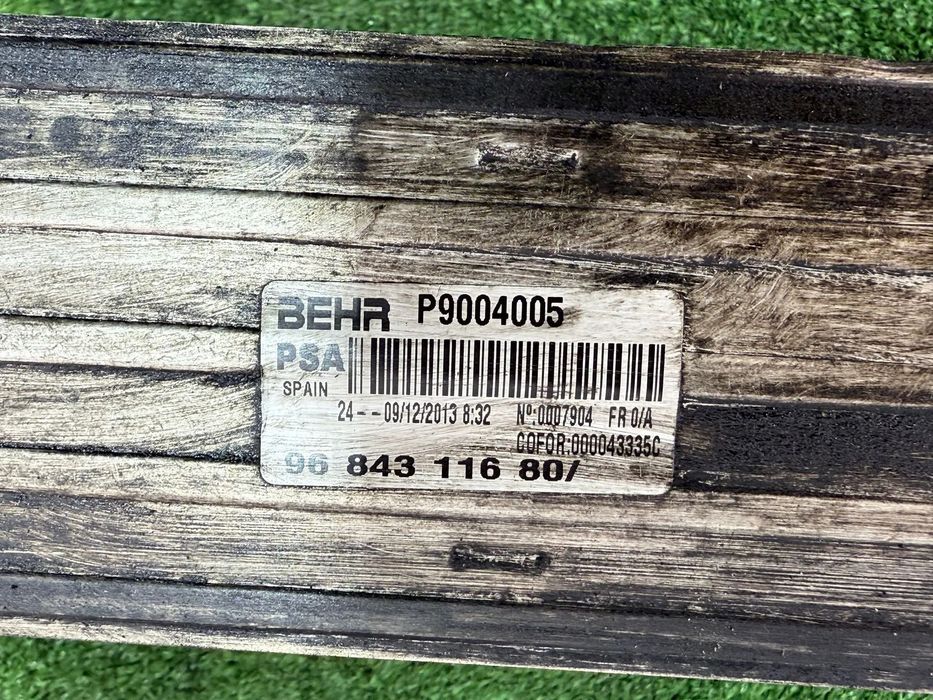 BEHR P9004005
PSA
SPAIN
24 - - 09/12/2013 8:32 Nº:0007904 FR 0/A
COFOR:000043335C
96 843 116 80/